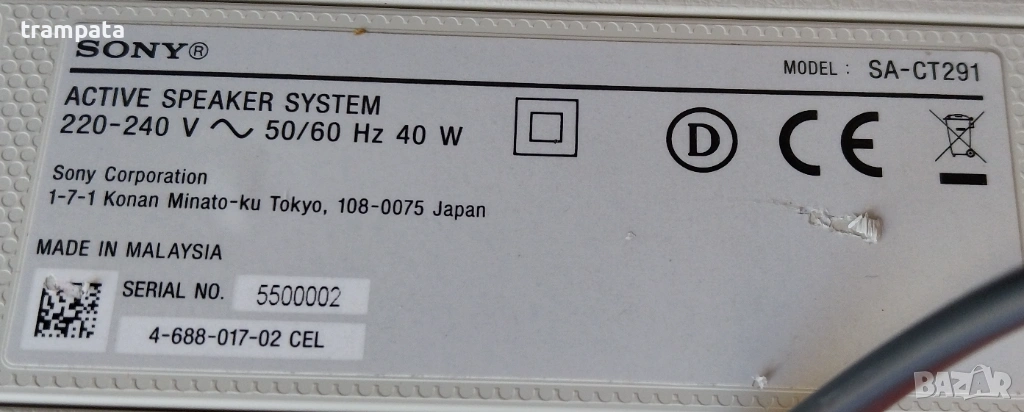 trampata
SONY®
MODEL : SA-CT291
ACTIVE SPEAKER SYSTEM
220-240 V ~ 50/60 Hz 40 W
D
CE
Sony Corporation
1-7-1 Konan Minato-ku Tokyo, 108-0075 Japan
MADE IN MALAYSIA
SERIAL NO. 5500002
4-688-017-02 CEL
BAZAR